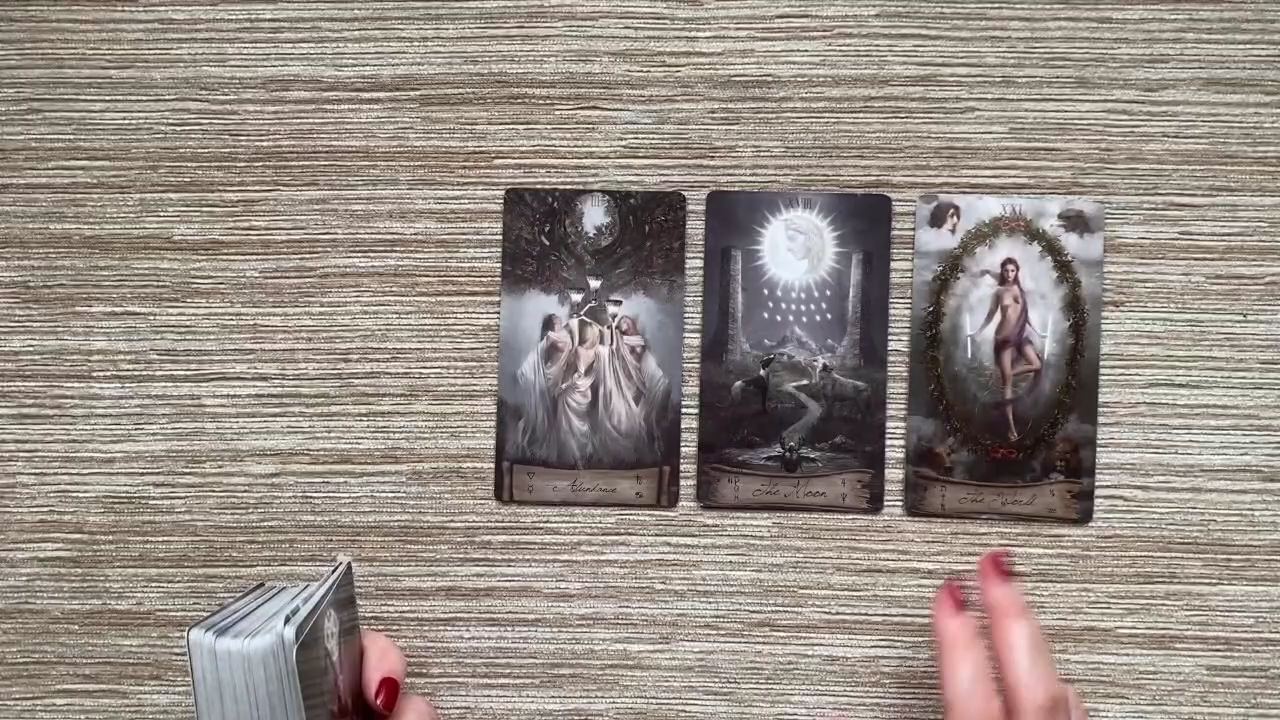 III
XVIII
XXI
Abundance
The Moon
The World